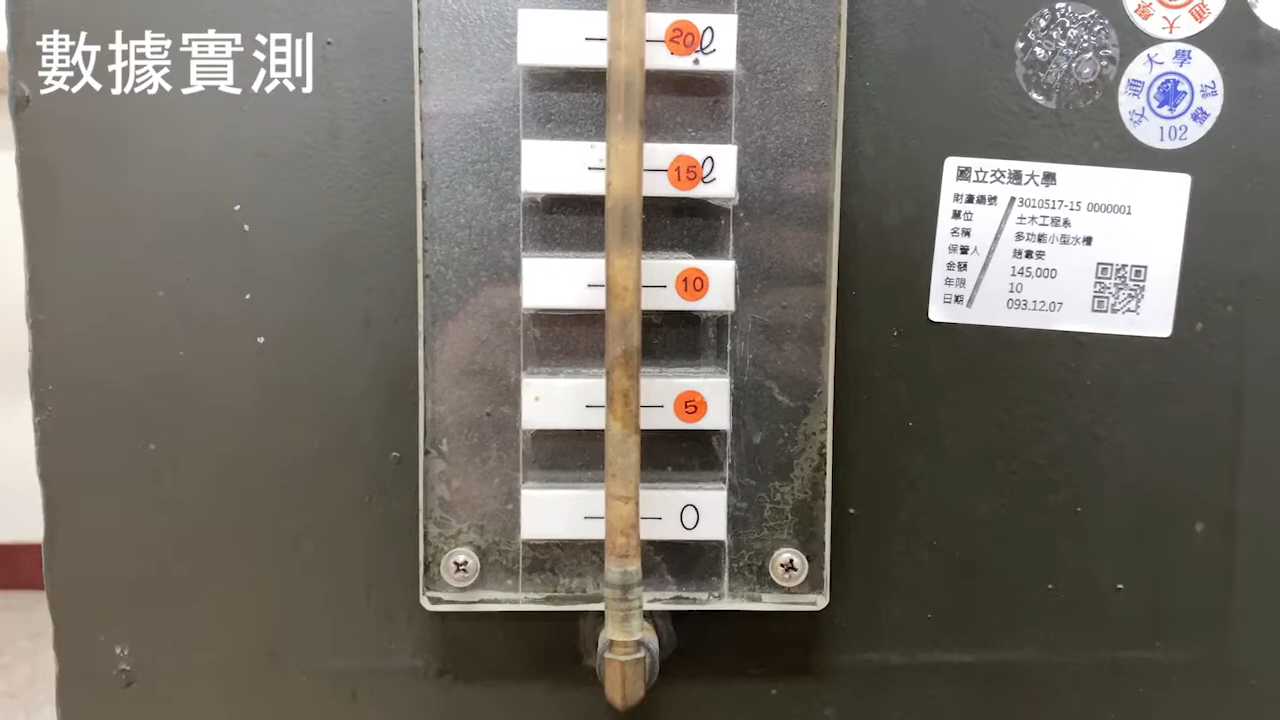 數據實測
20ℓ
15ℓ
10
5
0
大學
交通
102
國立交通大學
財產編號 3010517-15 0000001
單位 土木工程系
名稱 多功能小型水槽
保管人
金額 145,000
年限 10
日期 093.12.07